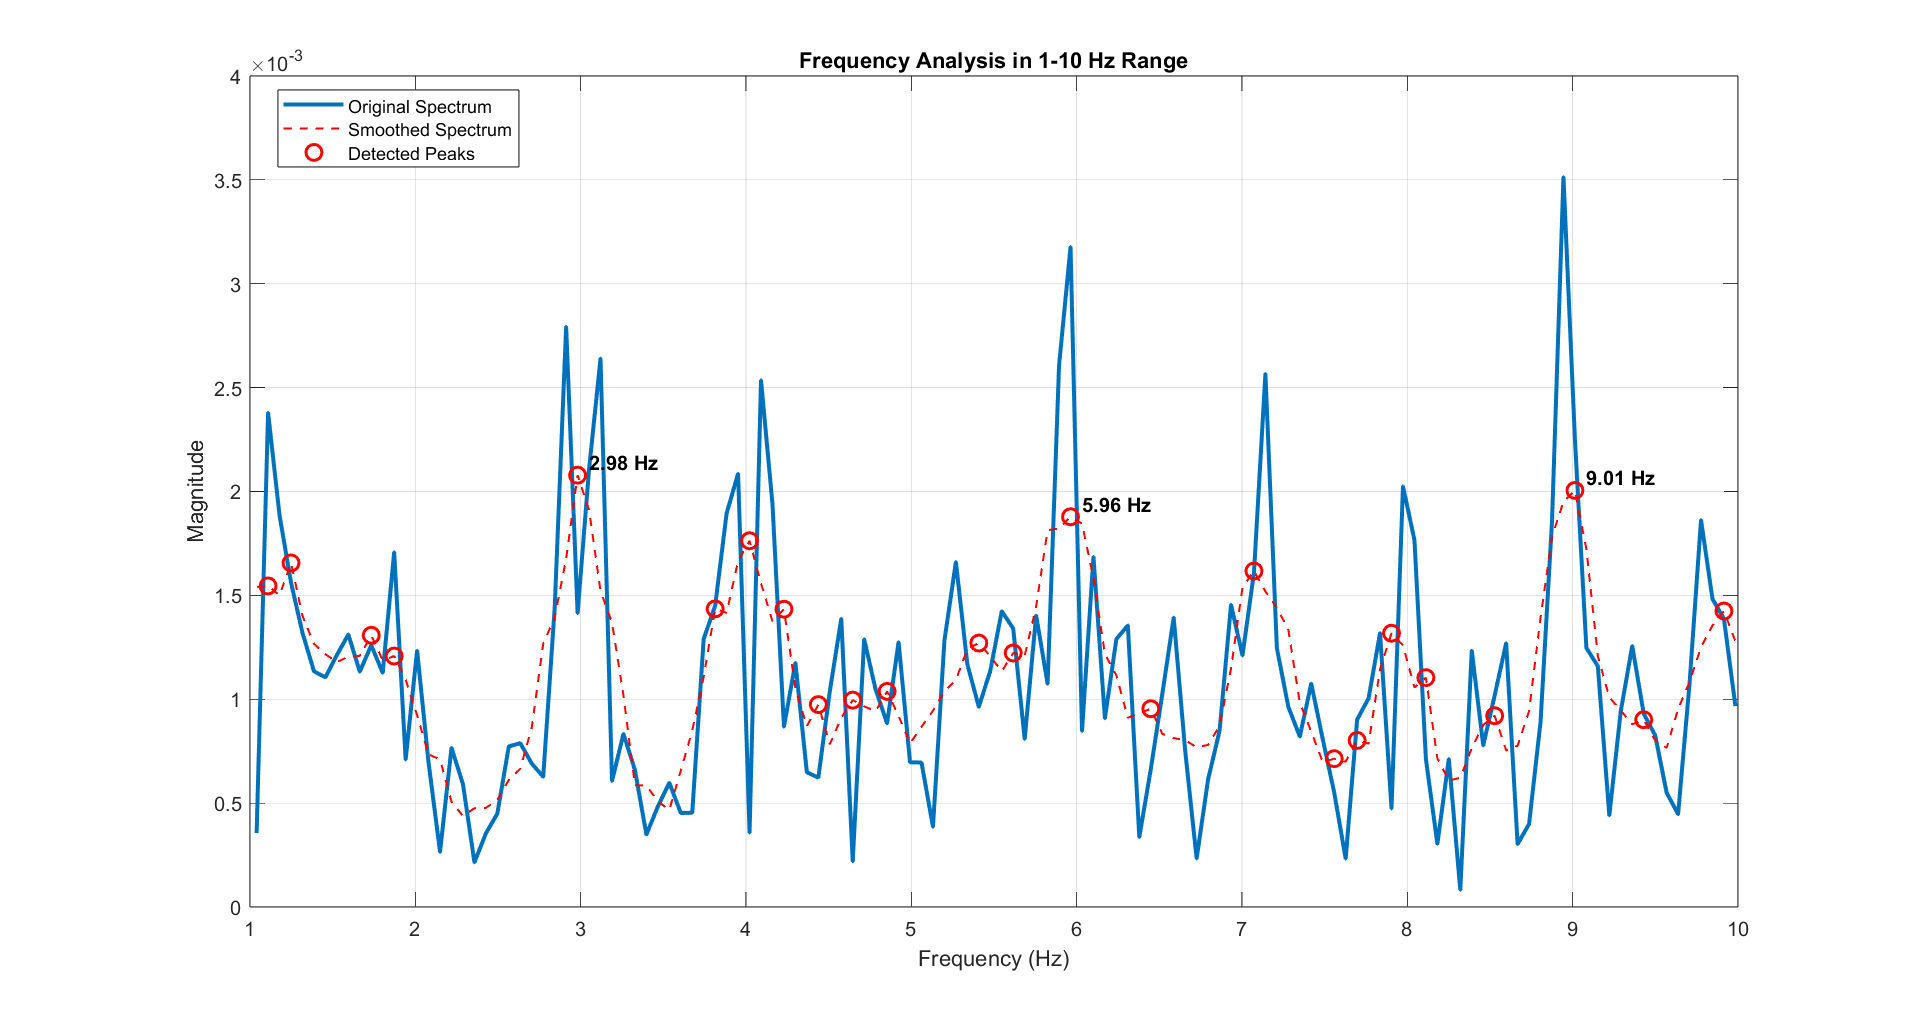 Frequency Analysis in 1-10 Hz Range
×10-3
Original Spectrum
Smoothed Spectrum
Detected Peaks
4
3.5
3
2.5
2
1.5
1
0.5
0
Magnitude
2.98 Hz
5.96 Hz
9.01 Hz
1 2 3 4 5 6 7 8 9 10
Frequency (Hz)